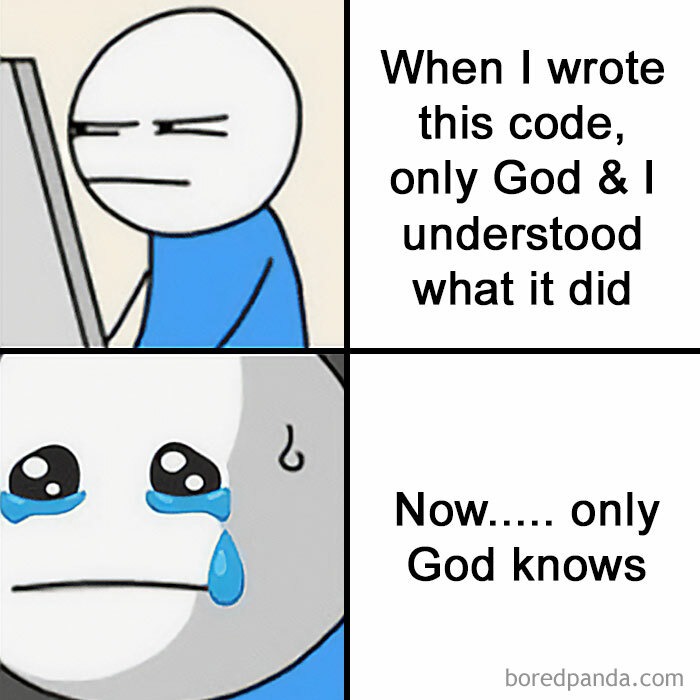 When I wrote
this code,
only God & I
understood
what it did
Now..... only
God knows
boredpanda.com